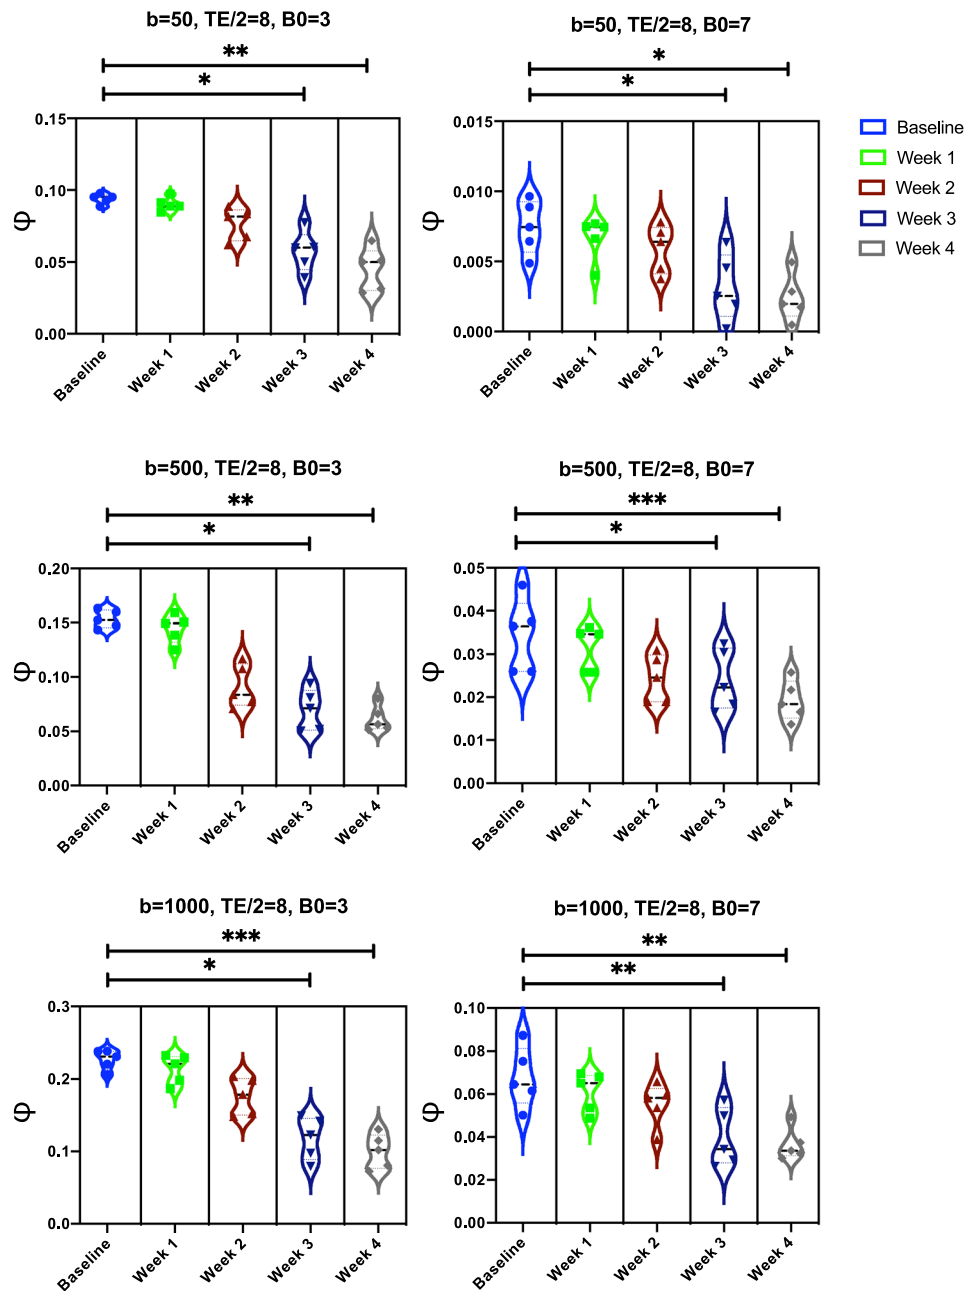 b=50, TE/2=8, B0=3
**
*
0.15
0.10
0.05
0.00
φ
Baseline
Week 1
Week 2
Week 3
Week 4
b=50, TE/2=8, B0=7
*
*
0.015
0.010
0.005
0.000
Baseline
Week 1
Week 2
Week 3
Week 4
Baseline
Week 1
Week 2
Week 3
Week 4
b=500, TE/2=8, B0=3
**
*
0.20
0.15
0.10
0.05
0.00
φ
Baseline
Week 1
Week 2
Week 3
Week 4
b=500, TE/2=8, B0=7
***
*
0.05
0.04
0.03
0.02
0.01
0.00
φ
Baseline
Week 1
Week 2
Week 3
Week 4
b=1000, TE/2=8, B0=3
***
*
0.3
0.2
0.1
0.0
φ
Baseline
Week 1
Week 2
Week 3
Week 4
b=1000, TE/2=8, B0=7
**
**
0.10
0.08
0.06
0.04
0.02
0.00
φ
Baseline
Week 1
Week 2
Week 3
Week 4